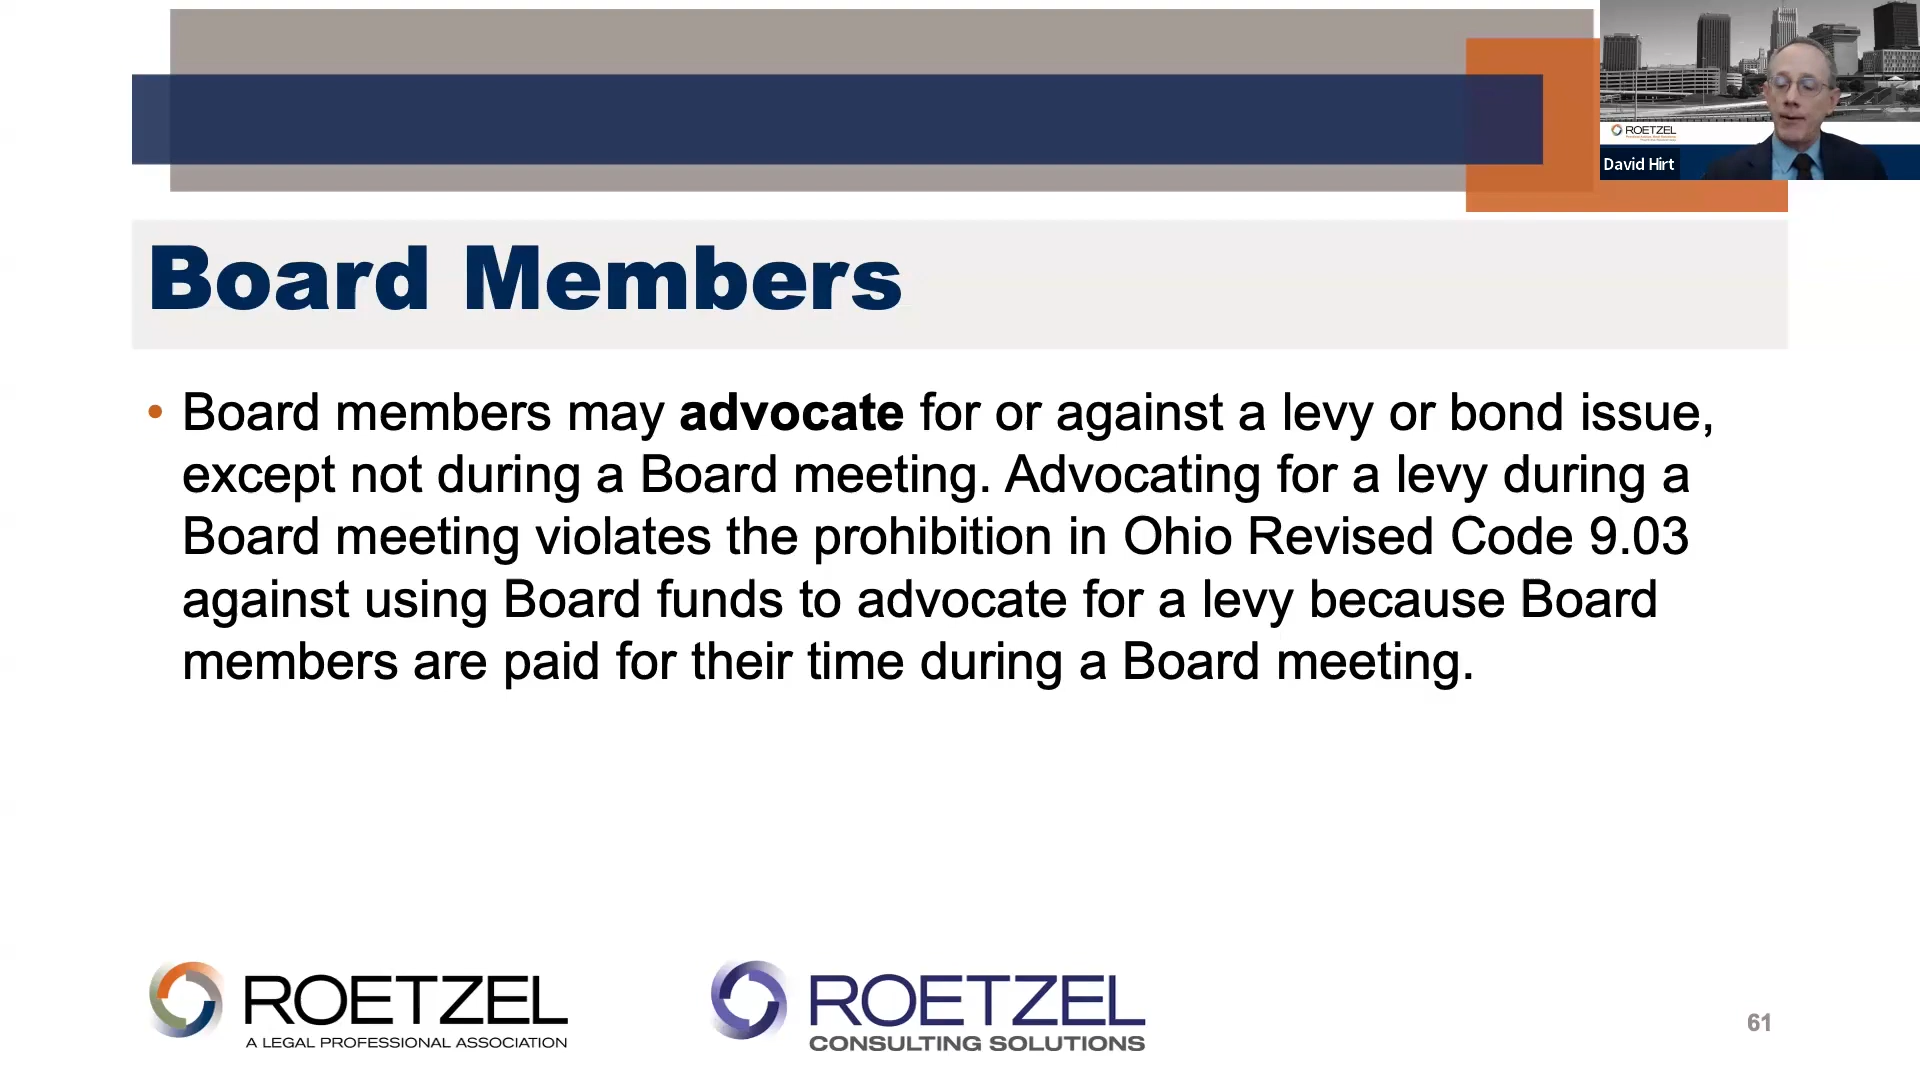 ROETZEL
David Hirt
Board Members
• Board members may advocate for or against a levy or bond issue,
except not during a Board meeting. Advocating for a levy during a
Board meeting violates the prohibition in Ohio Revised Code 9.03
against using Board funds to advocate for a levy because Board
members are paid for their time during a Board meeting.
ROETZEL
A LEGAL PROFESSIONAL ASSOCIATION
ROETZEL
CONSULTING SOLUTIONS
61